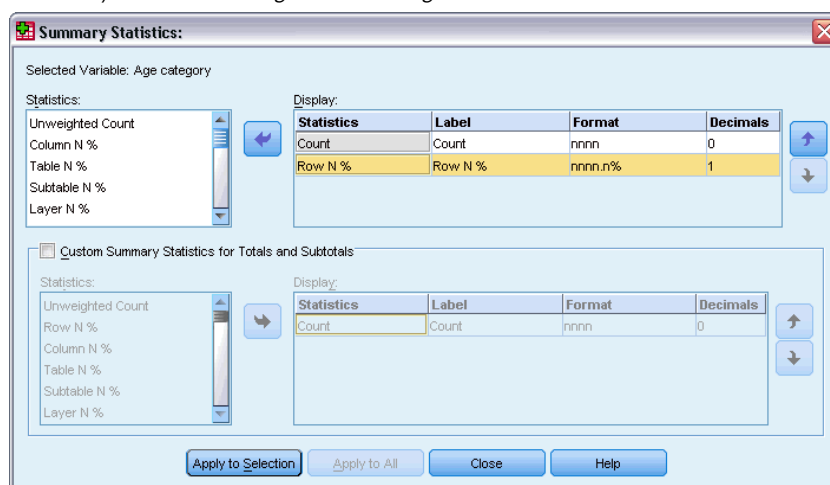 Summary Statistics:
Selected Variable: Age category
Statistics:
Unweighted Count
Column N %
Table N %
Subtable N %
Layer N %
Display:
Statistics Label Format Decimals
Count Count nnnn 0
Row N % Row N % nnnn.n% 1
Custom Summary Statistics for Totals and Subtotals
Statistics:
Unweighted Count
Row N %
Column N %
Table N %
Subtable N %
Layer N %
Display:
Statistics Label Format Decimals
Count Count nnnn 0
Apply to Selection Apply to All Close Help